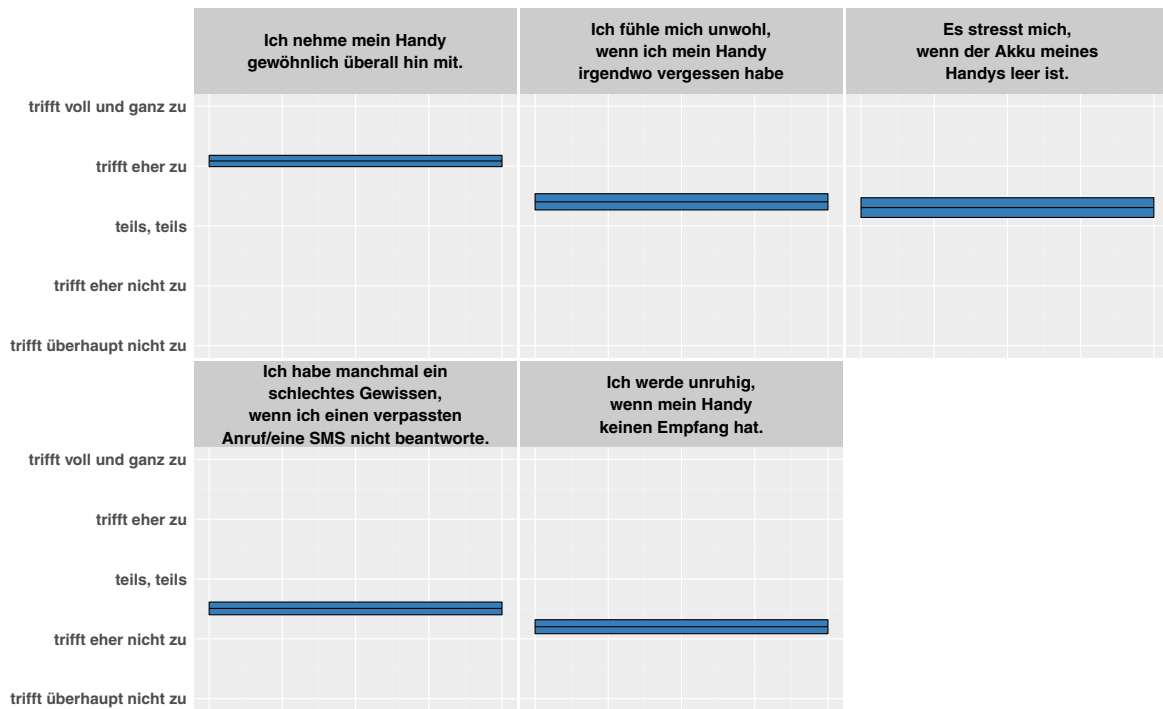 Ich nehme mein Handy
gewöhnlich überall hin mit.
Ich fühle mich unwohl,
wenn ich mein Handy
irgendwo vergessen habe
Es stresst mich,
wenn der Akku meines
Handys leer ist.
trifft voll und ganz zu
trifft eher zu
teils, teils
trifft eher nicht zu
trifft überhaupt nicht zu
Ich habe manchmal ein
schlechtes Gewissen,
wenn ich einen verpassten
Anruf/eine SMS nicht beantworte.
Ich werde unruhig,
wenn mein Handy
keinen Empfang hat.
trifft voll und ganz zu
trifft eher zu
teils, teils
trifft eher nicht zu
trifft überhaupt nicht zu